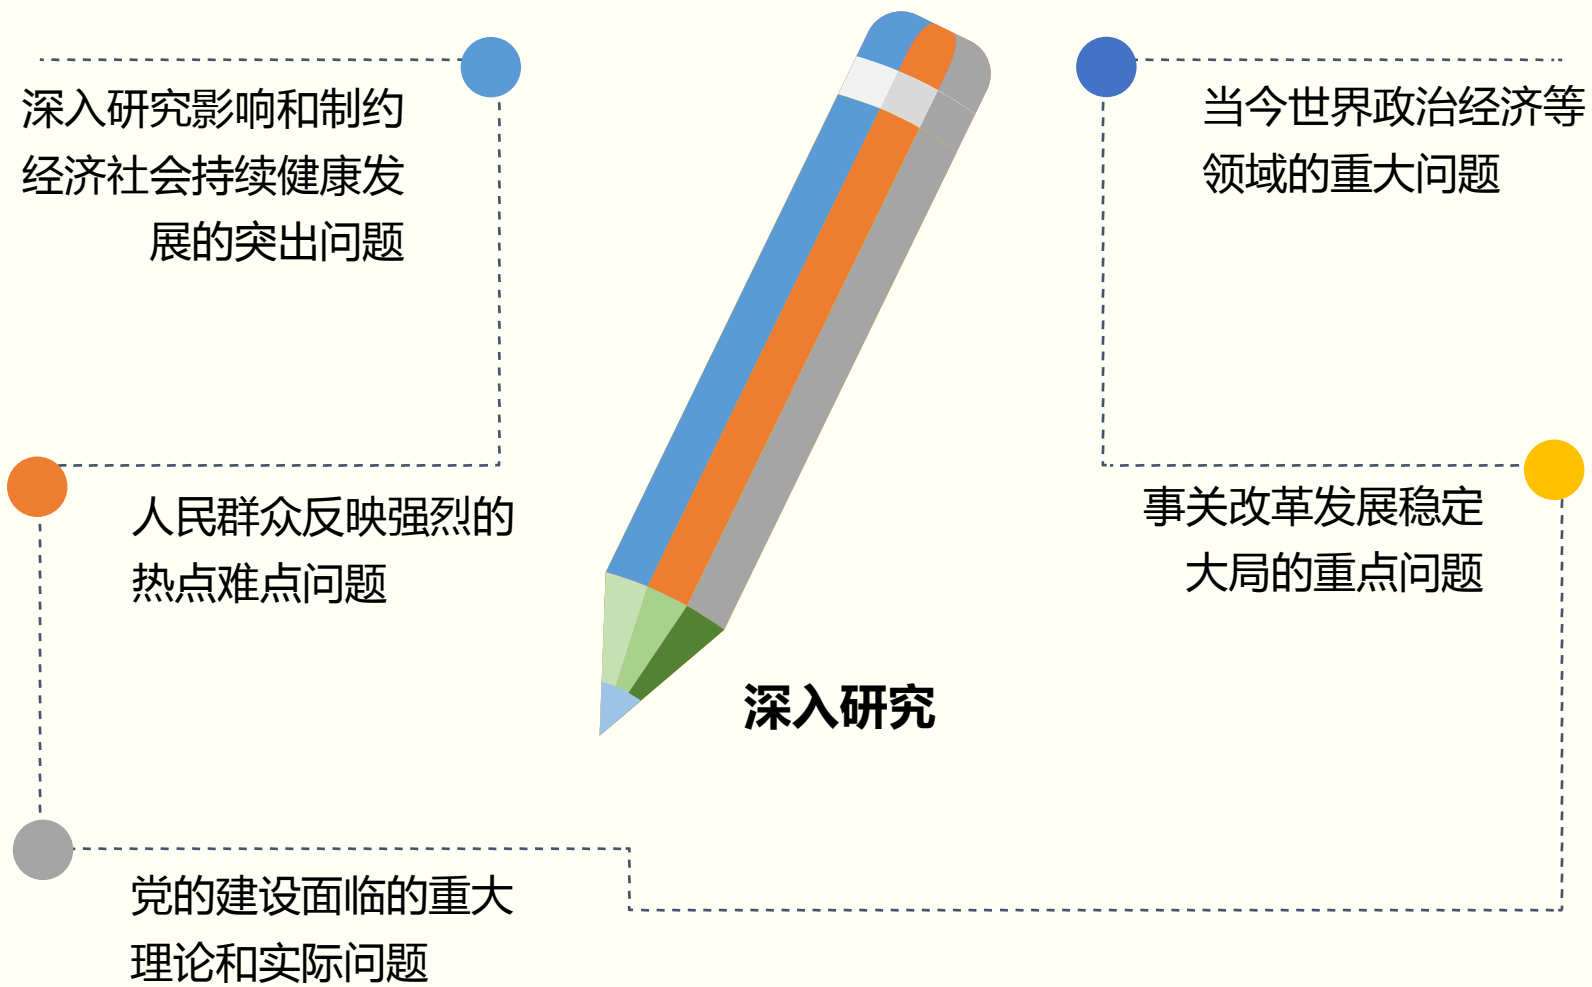 深入研究影响和制约
经济社会持续健康发
展的突出问题
人民群众反映强烈的
热点难点问题
党的建设面临的重大
理论和实际问题
深入研究
当今世界政治经济等
领域的重大问题
事关改革发展稳定
大局的重点问题